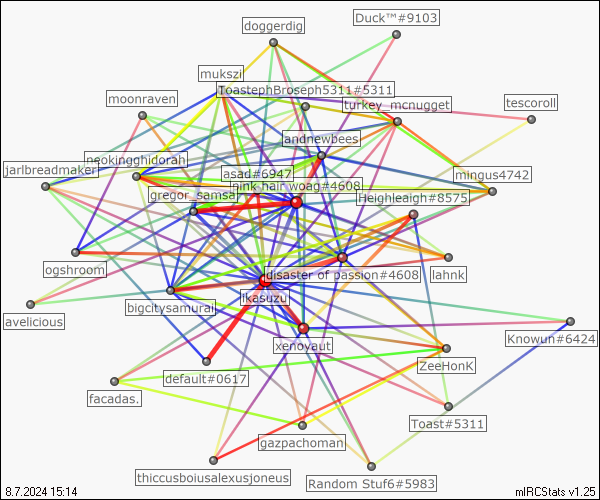 Duck™#9103
doggerdig
mukszi
ToastephBroseph5311#5311
moonraven
turkey_mcnugget
tescoroll
andnewbees
neokingghidorah
jarlbreadmaker
asad#6947
mingus4742
pink hair woag#4608
gregor_samsa
Heighleaigh#8575
ogshroom
disaster of passion#4608
lahnk
ikasuzu
bigcitysamurai
avelicious
xenoyaut
Knowun#6424
ZeeHonK
default#0617
facadas.
Toast#5311
gazpachoman
thiccusboiusalexusjoneus
Random Stuf6#5983
8.7.2024 15:14
mIRCStats v1.25